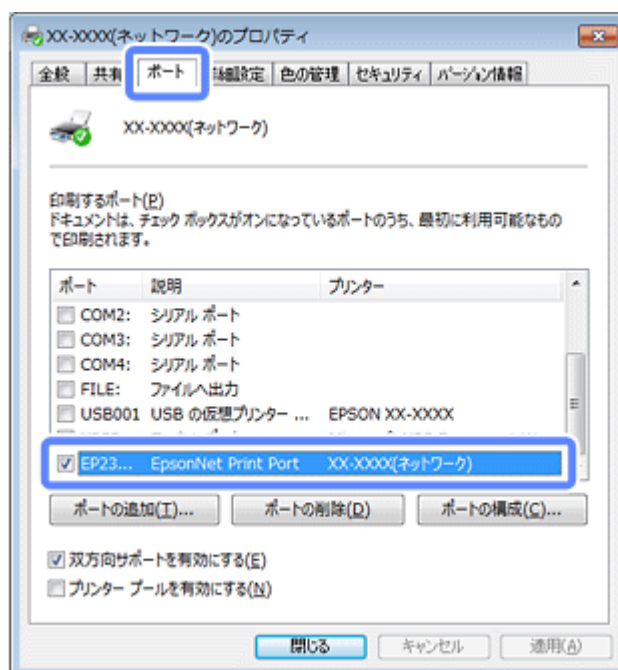 XX-XXXX(ネットワーク)のプロパティ
全般 共有 ポート 詳細設定 色の管理 セキュリティ バージョン情報
XX-XXXX(ネットワーク)
印刷するポート(P)
ドキュメントは、チェック ボックスがオンになっているポートのうち、最初に利用可能なもの
で印刷されます。
ポート 説明 プリンター
COM2: シリアル ポート
COM3: シリアル ポート
COM4: シリアル ポート
FILE: ファイルへ出力
USB001 USB の仮想プリンター ... EPSON XX-XXXX
EP23... EpsonNet Print Port XX-XXXX(ネットワーク)
ポートの追加(T)... ポートの削除(D) ポートの構成(C)...
双方向サポートを有効にする(E)
プリンター プールを有効にする(N)
閉じる キャンセル 適用(A)